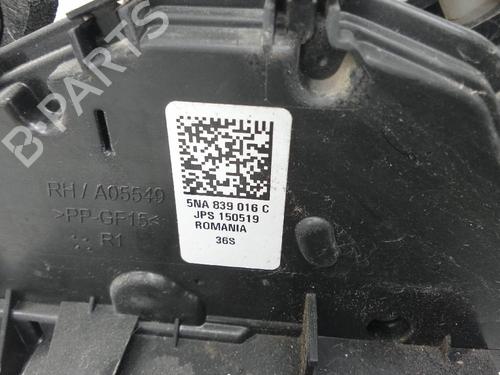 B-PARTS
RH / A05549
>PP-GF15<
R1
5NA 839 016 C
JPS 150519
ROMANIA
36S